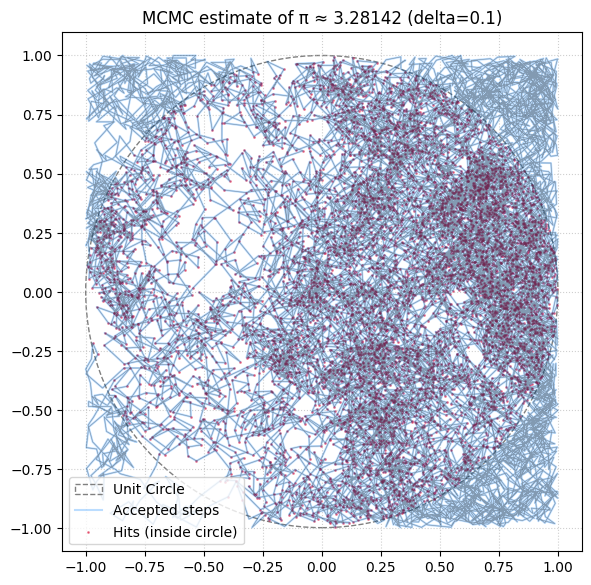 MCMC estimate of π ≈ 3.28142 (delta=0.1)
1.00
0.75
0.50
0.25
0.00
−0.25
−0.50
−0.75
−1.00
Unit Circle
Accepted steps
Hits (inside circle)
−1.00 −0.75 −0.50 −0.25 0.00 0.25 0.50 0.75 1.00